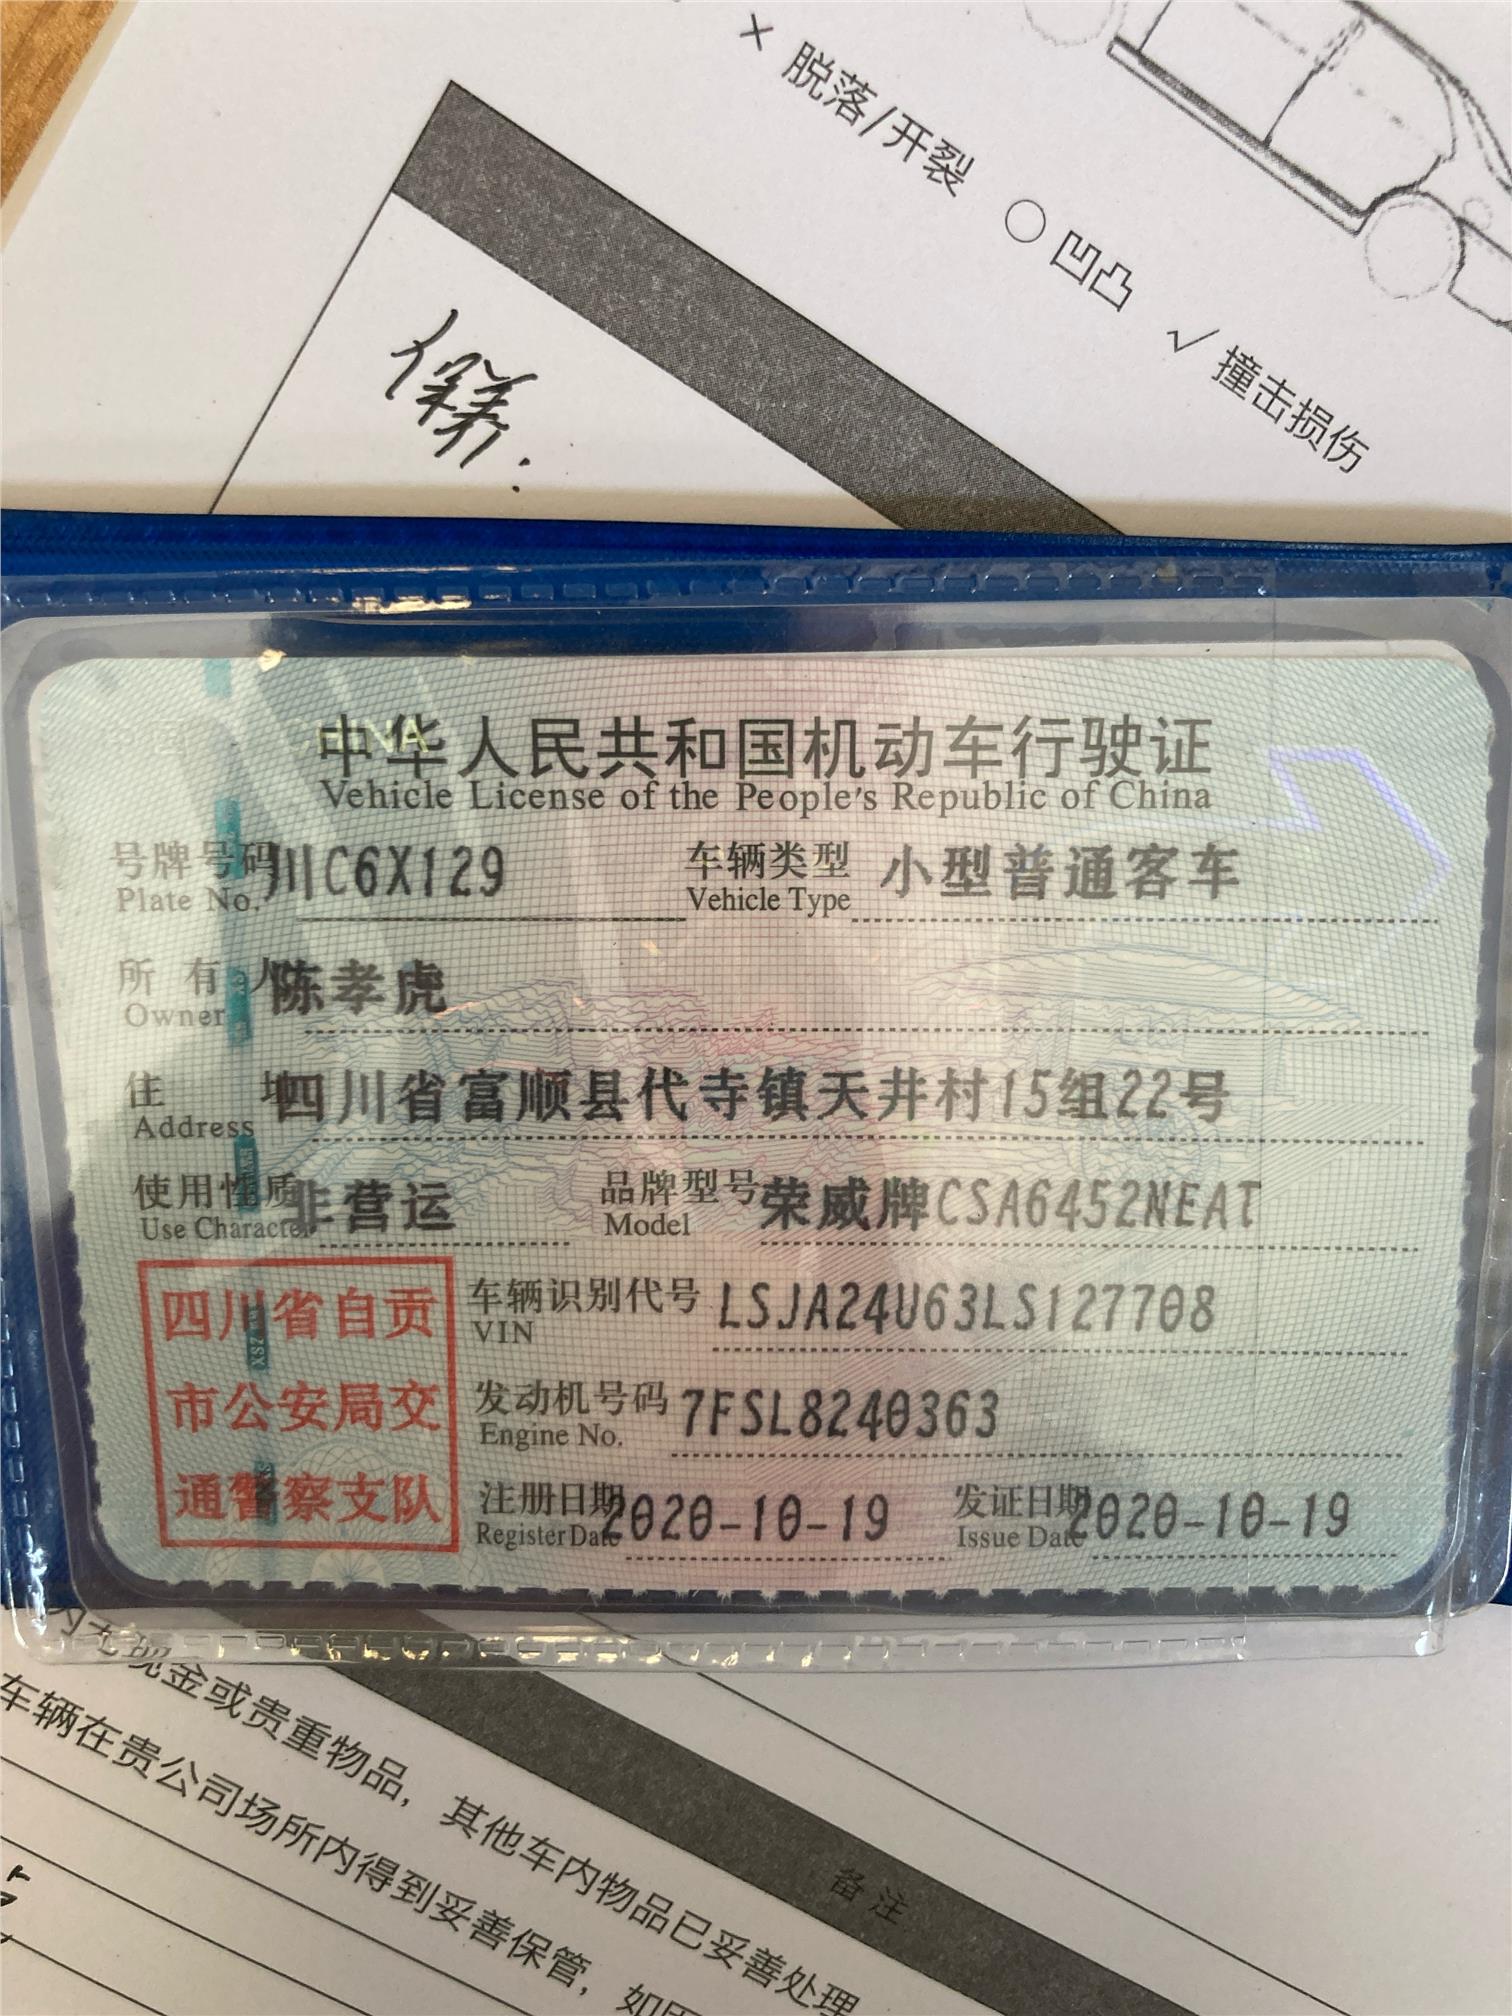 × 脱落/开裂 ○ 凹凸 √ 撞击损伤
保养.
中华人民共和国机动车行驶证
Vehicle License of the People's Republic of China
号牌号码 川C6X129 车辆类型 小型普通客车
Plate No. Vehicle Type
所有人 陈孝虎
Owner
住址 四川省富顺县代寺镇天井村15组22号
Address
使用性质 非营运 品牌型号 荣威牌CSA6452NEAT
Use Character Model
四川省自贡
市公安局交
通警察支队
车辆识别代号 LSJA24U63LS127708
VIN
发动机号码 7FSL8240363
Engine No.
注册日期 2020-10-19 发证日期 2020-10-19
Register Date Issue Date
内无现金或贵重物品，其他车内物品已妥善处理
车辆在贵公司场所内得到妥善保管，如因
备注